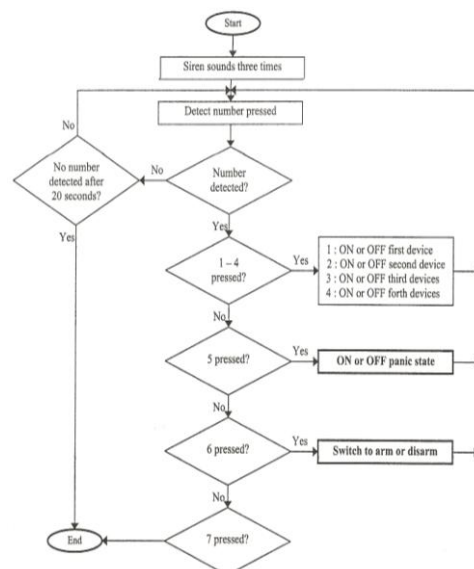 Start
Siren sounds three times
Detect number pressed
No
No number
detected after
20 seconds?
No
Number
detected?
Yes
Yes
1 – 4
pressed?
Yes
1 : ON or OFF first device
2 : ON or OFF second device
3 : ON or OFF third devices
4 : ON or OFF forth devices
No
5 pressed?
Yes
ON or OFF panic state
No
6 pressed?
Yes
Switch to arm or disarm
No
7 pressed?
End